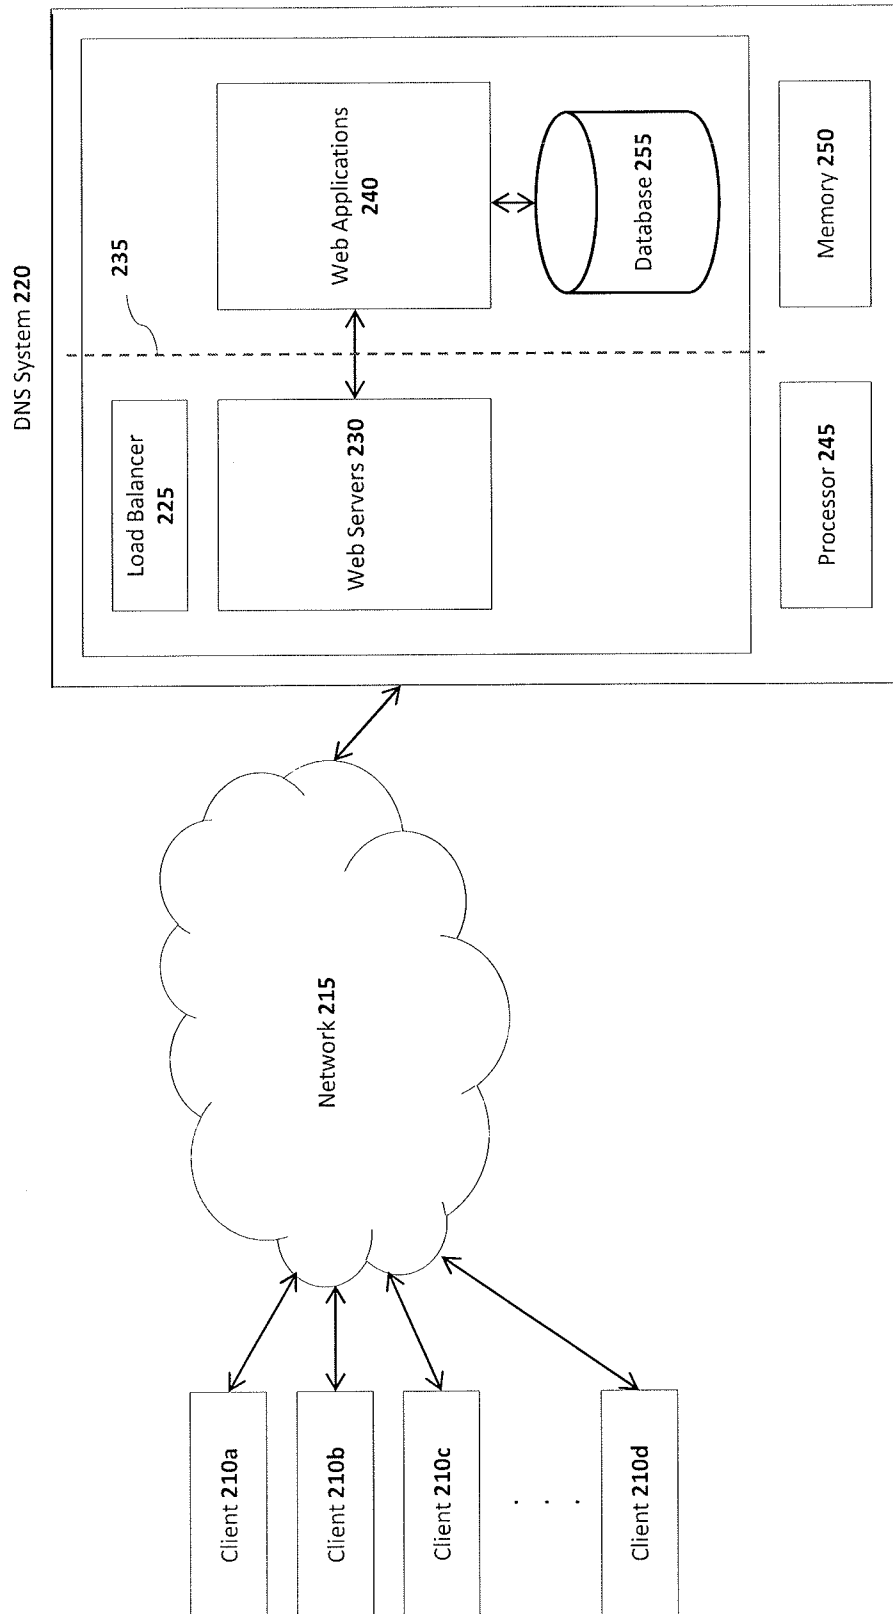 DNS System 220
Load Balancer
225
235
Web Servers 230
Web Applications
240
Database 255
Processor 245
Memory 250
Network 215
Client 210a
Client 210b
Client 210c
. . .
Client 210d